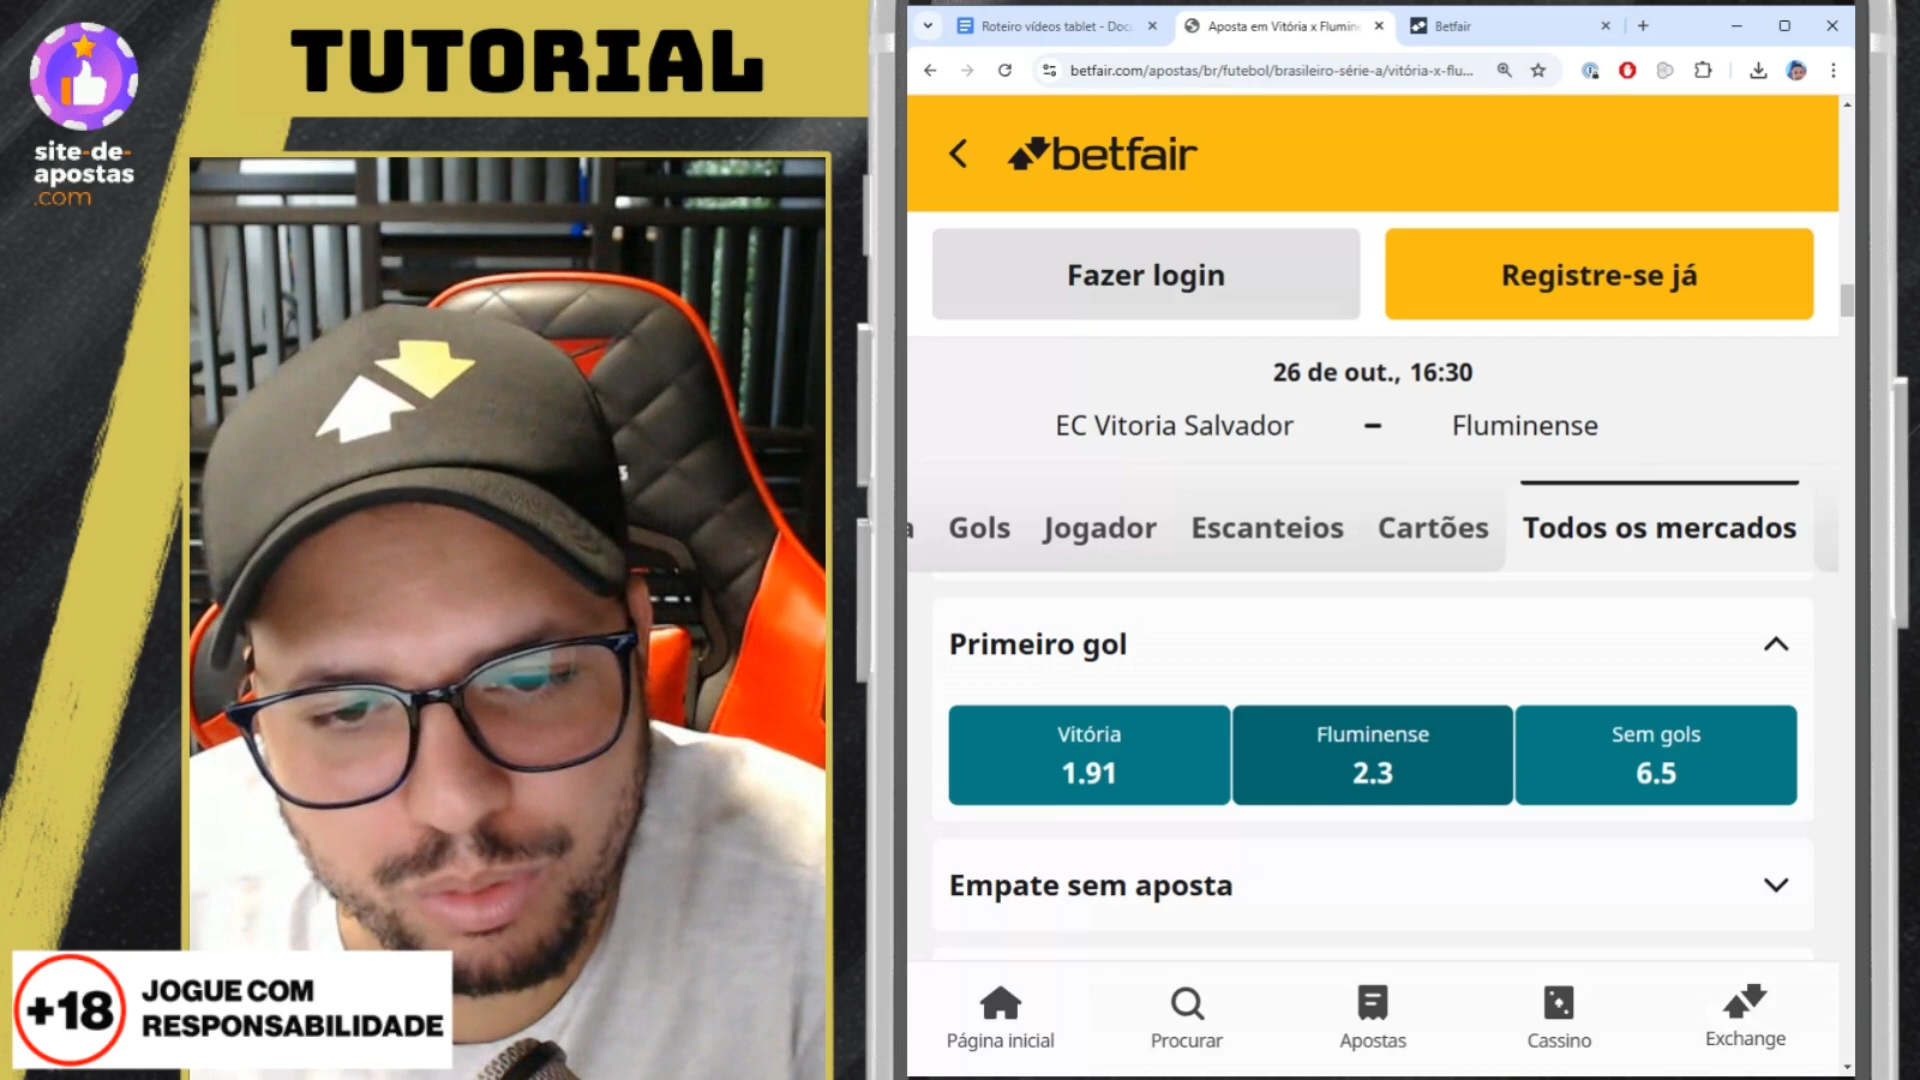 TUTORIAL
site-de-
apostas
.com
Roteiro vídeos tablet - Doc
Aposta em Vitória x Flumin
Betfair
betfair.com/apostas/br/futebol/brasileiro-série-a/vitória-x-flu...
betfair
Fazer login
Registre-se já
26 de out., 16:30
EC Vitoria Salvador - Fluminense
a Gols Jogador Escanteios Cartões Todos os mercados
Primeiro gol
Vitória Fluminense Sem gols
1.91 2.3 6.5
Empate sem aposta
Página inicial Procurar Apostas Cassino Exchange
+18
JOGUE COM
RESPONSABILIDADE